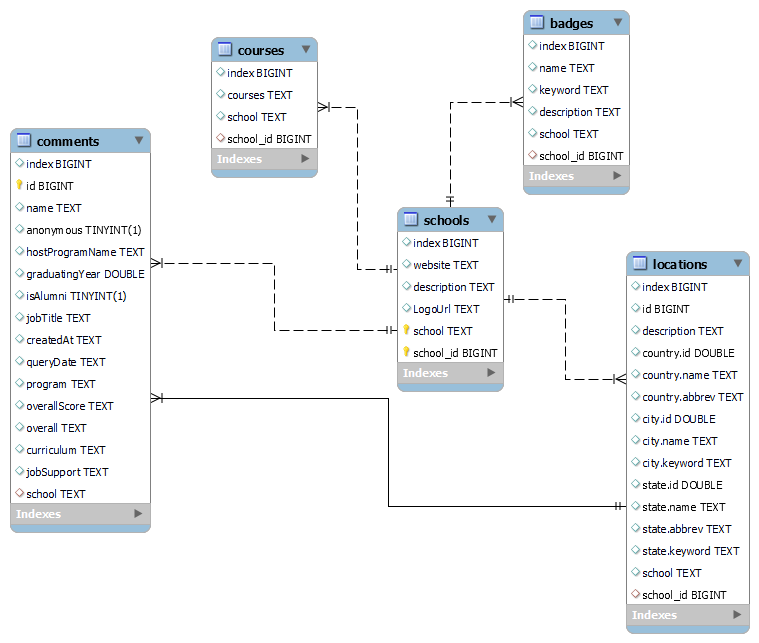 courses
index BIGINT
courses TEXT
school TEXT
school_id BIGINT
Indexes
badges
index BIGINT
name TEXT
keyword TEXT
description TEXT
school TEXT
school_id BIGINT
Indexes
comments
index BIGINT
id BIGINT
name TEXT
anonymous TINYINT(1)
hostProgramName TEXT
graduatingYear DOUBLE
isAlumni TINYINT(1)
jobTitle TEXT
createdAt TEXT
queryDate TEXT
program TEXT
overallScore TEXT
overall TEXT
curriculum TEXT
jobSupport TEXT
school TEXT
Indexes
schools
index BIGINT
website TEXT
description TEXT
LogoUrl TEXT
school TEXT
school_id BIGINT
Indexes
locations
index BIGINT
id BIGINT
description TEXT
country.id DOUBLE
country.name TEXT
country.abbrev TEXT
city.id DOUBLE
city.name TEXT
city.keyword TEXT
state.id DOUBLE
state.name TEXT
state.abbrev TEXT
state.keyword TEXT
school TEXT
school_id BIGINT
Indexes